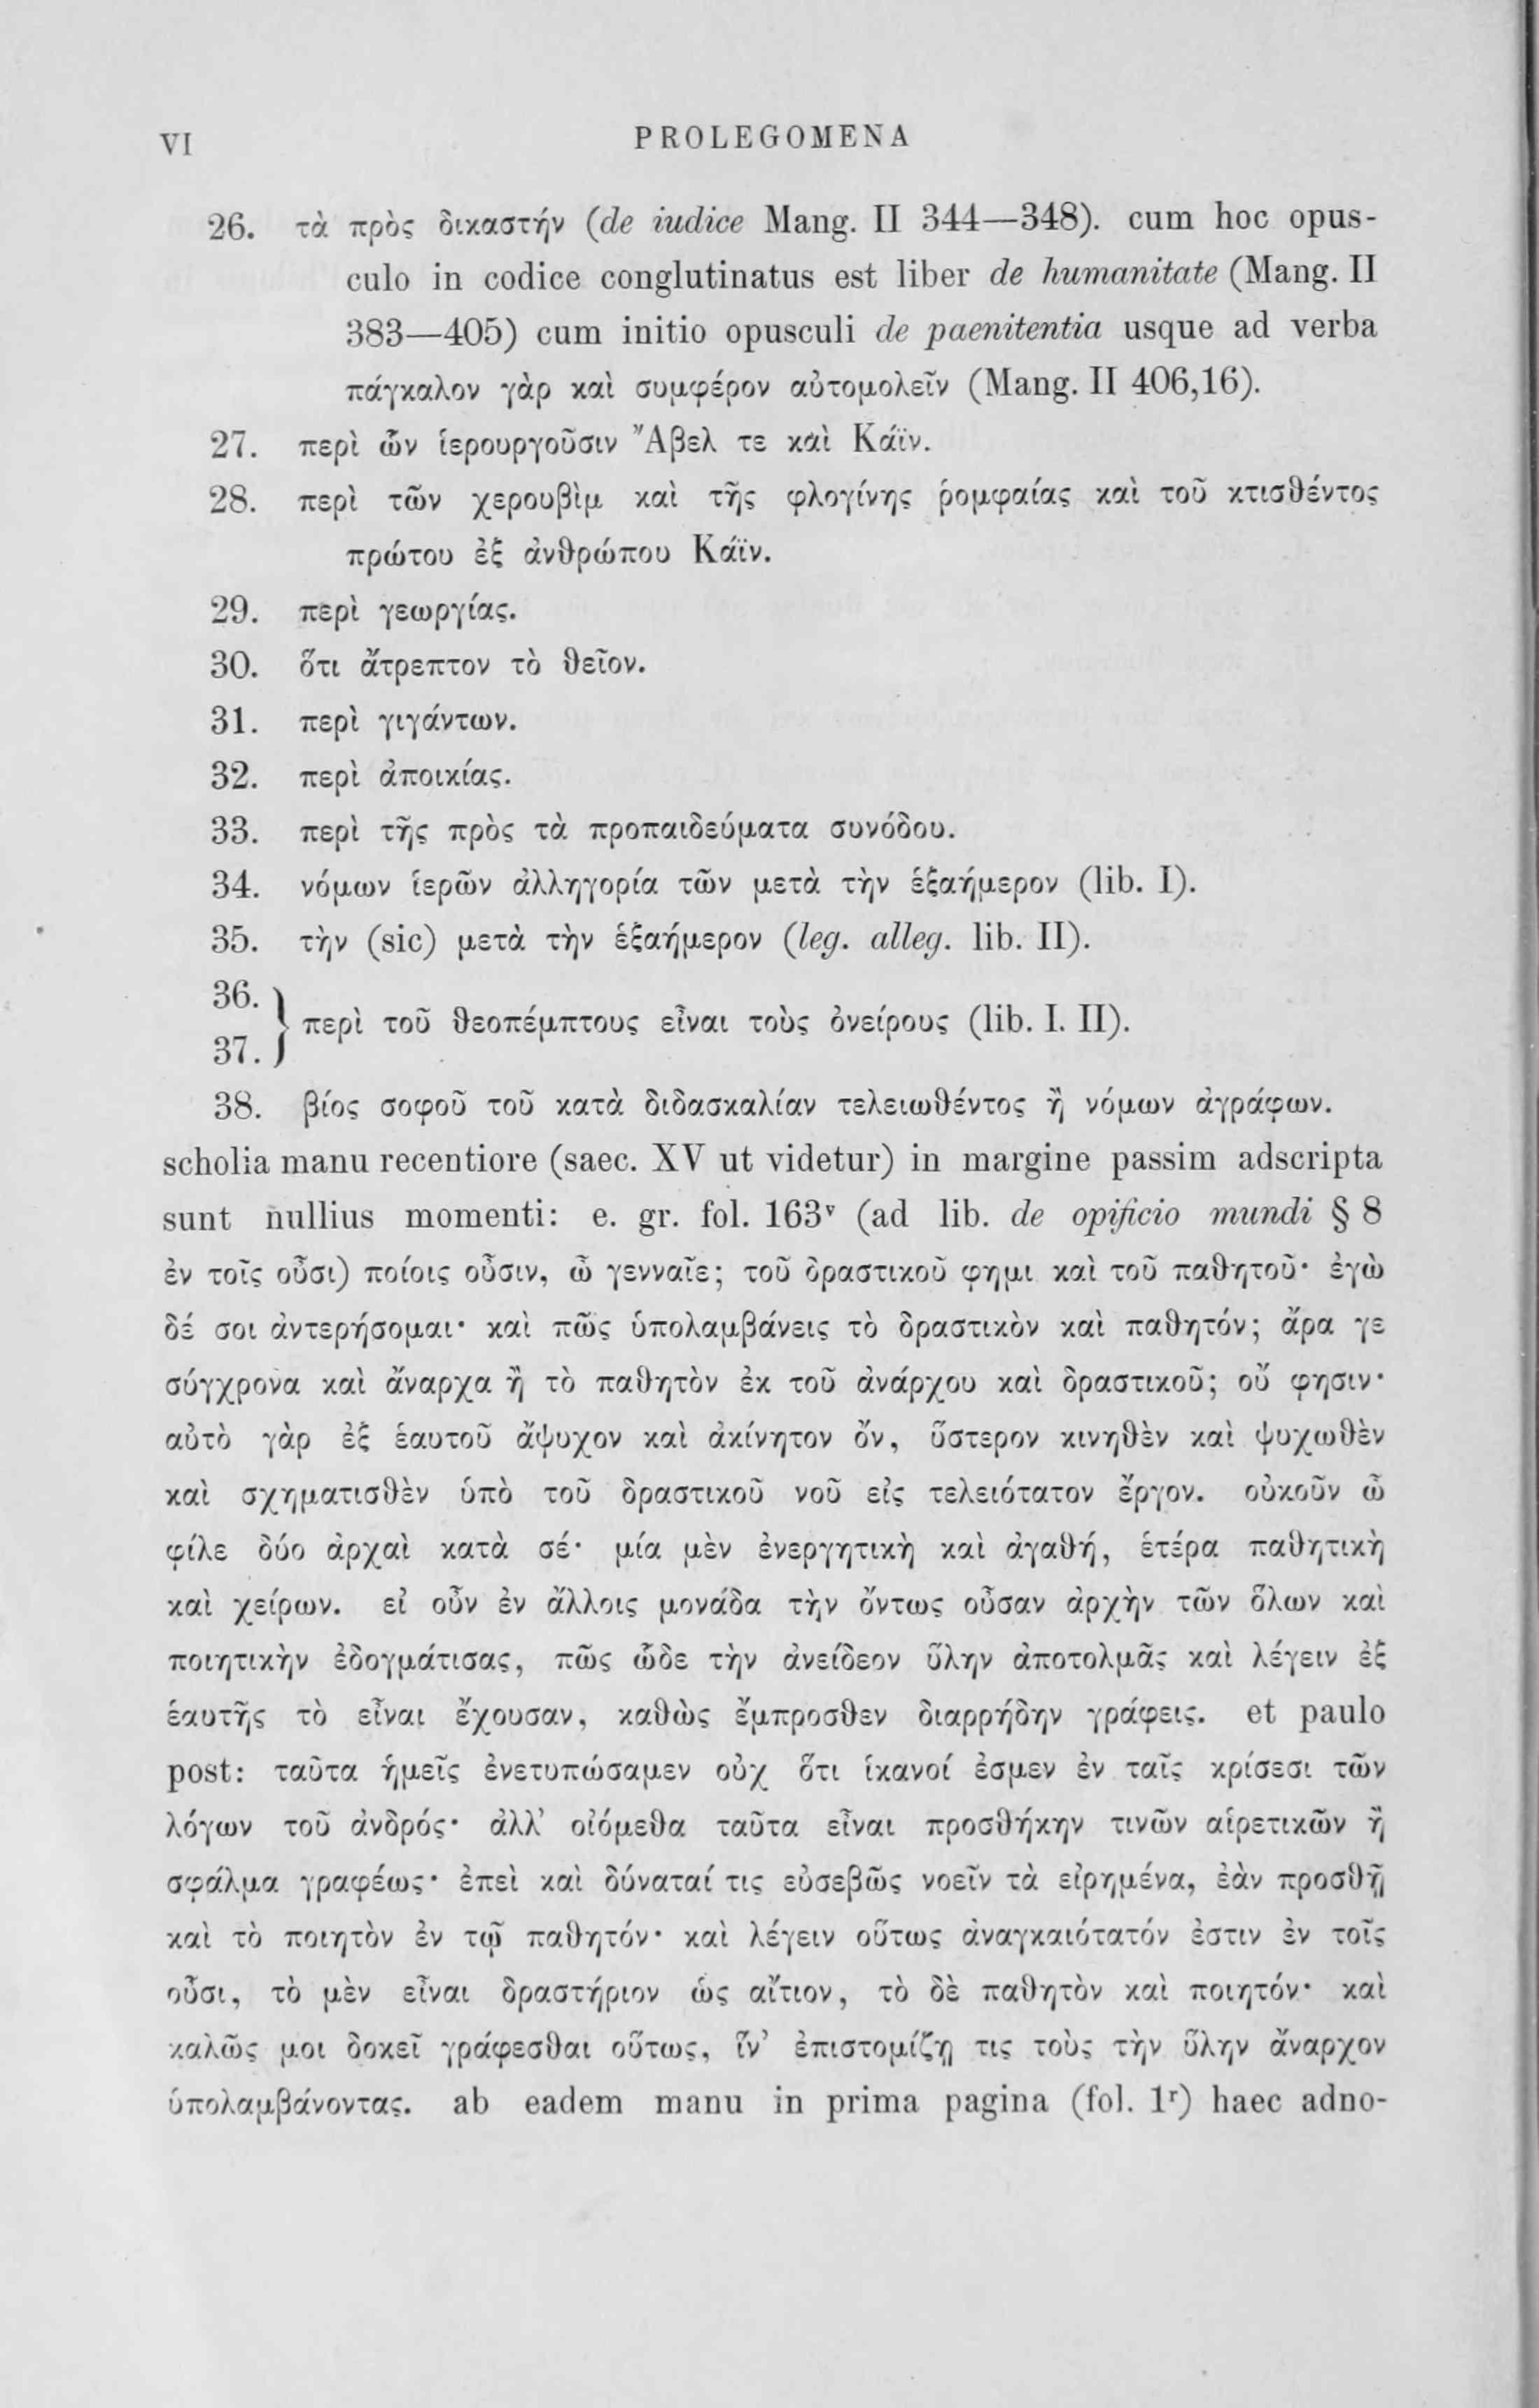 VI
PROLEGOMENA
26. τὰ πρὸς δικαστήν (de iudice Mang. II 344—348). cum hoc opus-
culo in codice conglutinatus est liber de humanitate (Mang. II
383—405) cum initio opusculi de paenitentia usque ad verba
πάγκαλον γὰρ καὶ συμφέρον αὐτομολεῖν (Mang. II 406,16).
27. περὶ ὧν ἱερουργοῦσιν Ἄβελ τε καὶ Κάϊν.
28. περὶ τῶν χερουβὶμ καὶ τῆς φλογίνης ῥομφαίας καὶ τοῦ κτισθέντος
πρώτου ἐξ ἀνθρώπου Κάϊν.
29. περὶ γεωργίας.
30. ὅτι ἄτρεπτον τὸ θεῖον.
31. περὶ γιγάντων.
32. περὶ ἀποικίας.
33. περὶ τῆς πρὸς τὰ προπαιδεύματα συνόδου.
34. νόμων ἱερῶν ἀλληγορία τῶν μετὰ τὴν ἑξαήμερον (lib. I).
35. τὴν (sic) μετὰ τὴν ἑξαήμερον (leg. alleg. lib. II).
36.
37. } περὶ τοῦ θεοπέμπτους εἶναι τοὺς ὀνείρους (lib. I. II).
38. βίος σοφοῦ τοῦ κατὰ διδασκαλίαν τελειωθέντος ἢ νόμων ἀγράφων.
scholia manu recentiore (saec. XV ut videtur) in margine passim adscripta
sunt nullius momenti: e. gr. fol. 163ᵛ (ad lib. de opificio mundi § 8
ἐν τοῖς οὖσι) ποίοις οὖσιν, ὦ γενναῖε; τοῦ δραστικοῦ φημι καὶ τοῦ παθητοῦ· ἐγὼ
δέ σοι ἀντερήσομαι· καὶ πῶς ὑπολαμβάνεις τὸ δραστικὸν καὶ παθητόν; ἄρα γε
σύγχρονα καὶ ἄναρχα ἢ τὸ παθητὸν ἐκ τοῦ ἀνάρχου καὶ δραστικοῦ; οὔ φησιν·
αὐτὸ γὰρ ἐξ ἑαυτοῦ ἄψυχον καὶ ἀκίνητον ὄν, ὕστερον κινηθὲν καὶ ψυχωθὲν
καὶ σχηματισθὲν ὑπὸ τοῦ δραστικοῦ νοῦ εἰς τελειότατον ἔργον. οὐκοῦν ὦ
φίλε δύο ἀρχαὶ κατὰ σέ· μία μὲν ἐνεργητικὴ καὶ ἀγαθή, ἑτέρα παθητικὴ
καὶ χείρων. εἰ οὖν ἐν ἄλλοις μονάδα τὴν ὄντως οὖσαν ἀρχὴν τῶν ὅλων καὶ
ποιητικὴν ἐδογμάτισας, πῶς ὧδε τὴν ἀνείδεον ὕλην ἀποτολμᾷς καὶ λέγειν ἐξ
ἑαυτῆς τὸ εἶναι ἔχουσαν, καθὼς ἔμπροσθεν διαρρήδην γράφεις. et paulo
post: ταῦτα ἡμεῖς ἐνετυπώσαμεν οὐχ ὅτι ἱκανοί ἐσμεν ἐν ταῖς κρίσεσι τῶν
λόγων τοῦ ἀνδρός· ἀλλ’ οἰόμεθα ταῦτα εἶναι προσθήκην τινῶν αἱρετικῶν ἢ
σφάλμα γραφέως· ἐπεὶ καὶ δύναταί τις εὐσεβῶς νοεῖν τὰ εἰρημένα, ἐὰν προσθῇ
καὶ τὸ ποιητὸν ἐν τῷ παθητόν· καὶ λέγειν οὕτως ἀναγκαιότατόν ἐστιν ἐν τοῖς
οὖσι, τὸ μὲν εἶναι δραστήριον ὡς αἴτιον, τὸ δὲ παθητὸν καὶ ποιητόν· καὶ
καλῶς μοι δοκεῖ γράφεσθαι οὕτως, ἵν’ ἐπιστομίζῃ τις τοὺς τὴν ὕλην ἄναρχον
ὑπολαμβάνοντας. ab eadem manu in prima pagina (fol. 1ʳ) haec adno-